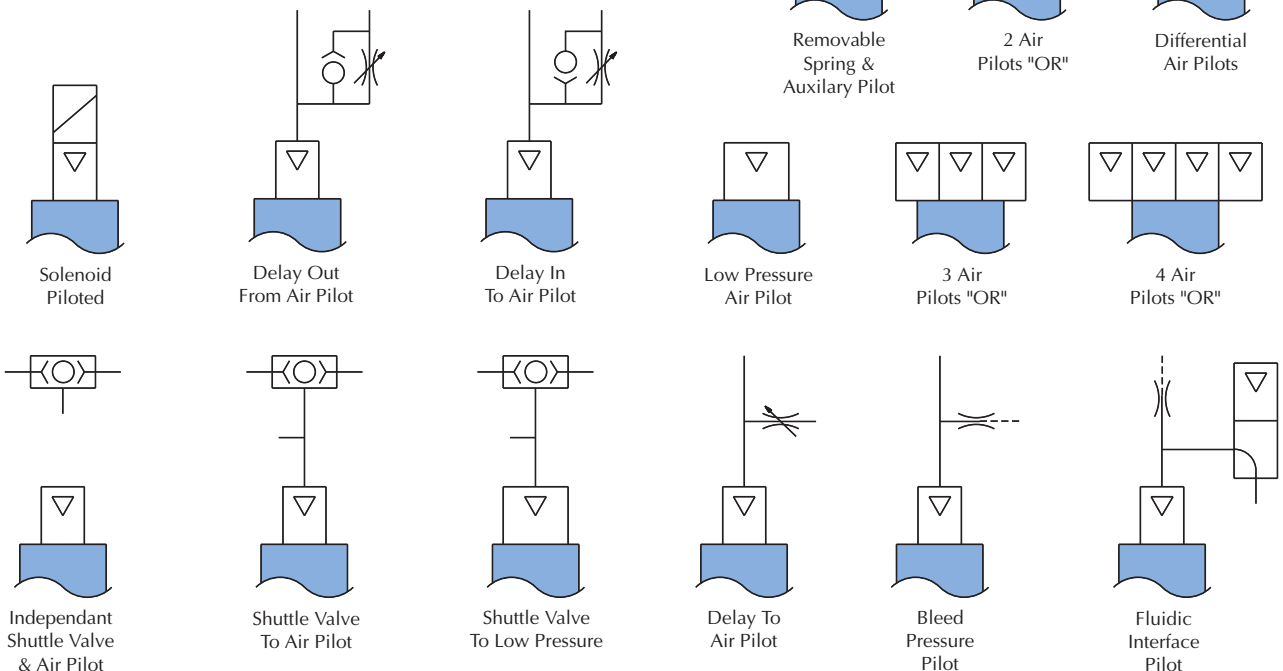 Removable
Spring &
Auxilary Pilot
2 Air
Pilots "OR"
Differential
Air Pilots
Solenoid
Piloted
Delay Out
From Air Pilot
Delay In
To Air Pilot
Low Pressure
Air Pilot
3 Air
Pilots "OR"
4 Air
Pilots "OR"
Independant
Shuttle Valve
& Air Pilot
Shuttle Valve
To Air Pilot
Shuttle Valve
To Low Pressure
Delay To
Air Pilot
Bleed
Pressure
Pilot
Fluidic
Interface
Pilot